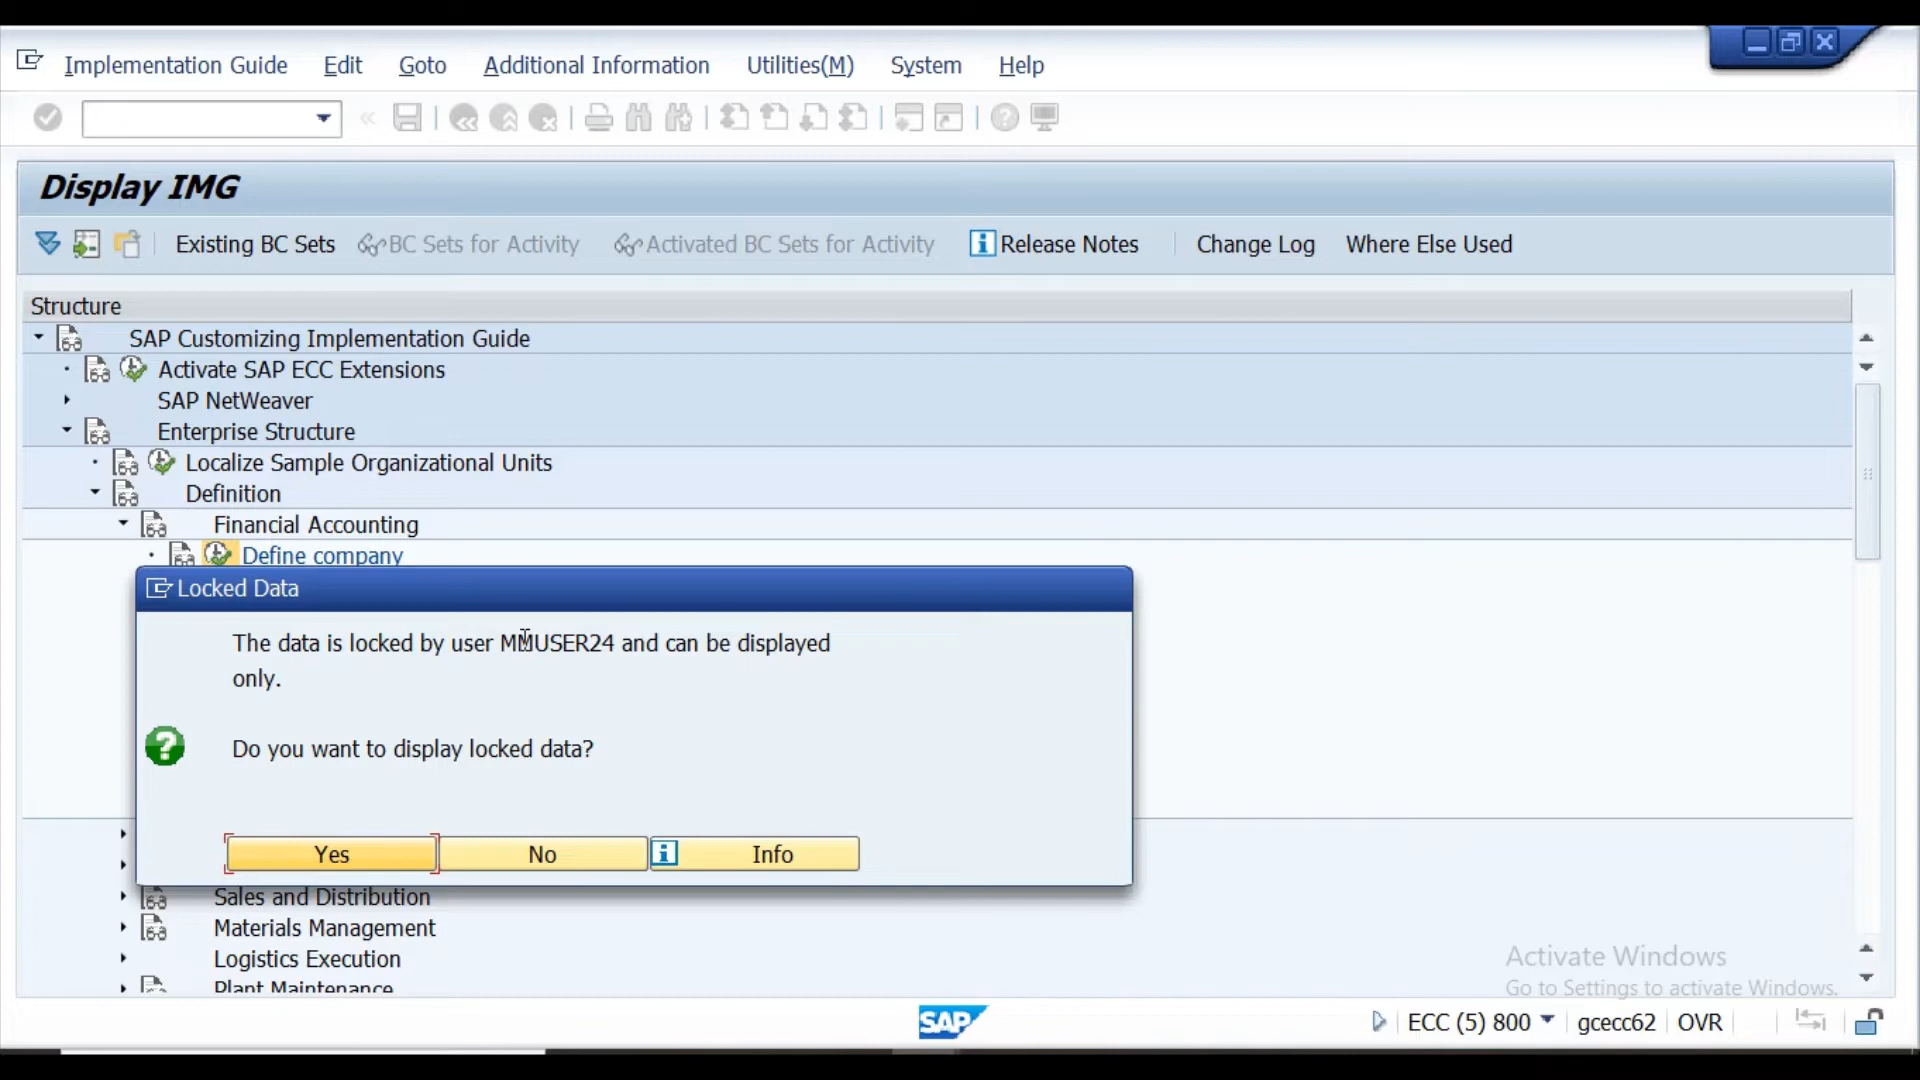 Implementation Guide Edit Goto Additional Information Utilities(M) System Help
Display IMG
Existing BC Sets BC Sets for Activity Activated BC Sets for Activity Release Notes Change Log Where Else Used
Structure
SAP Customizing Implementation Guide
Activate SAP ECC Extensions
SAP NetWeaver
Enterprise Structure
Localize Sample Organizational Units
Definition
Financial Accounting
Define company
Locked Data
The data is locked by user MMUSER24 and can be displayed
only.
Do you want to display locked data?
Yes No Info
Sales and Distribution
Materials Management
Logistics Execution
Plant Maintenance
Activate Windows
Go to Settings to activate Windows.
SAP ECC (5) 800 gcecc62 OVR